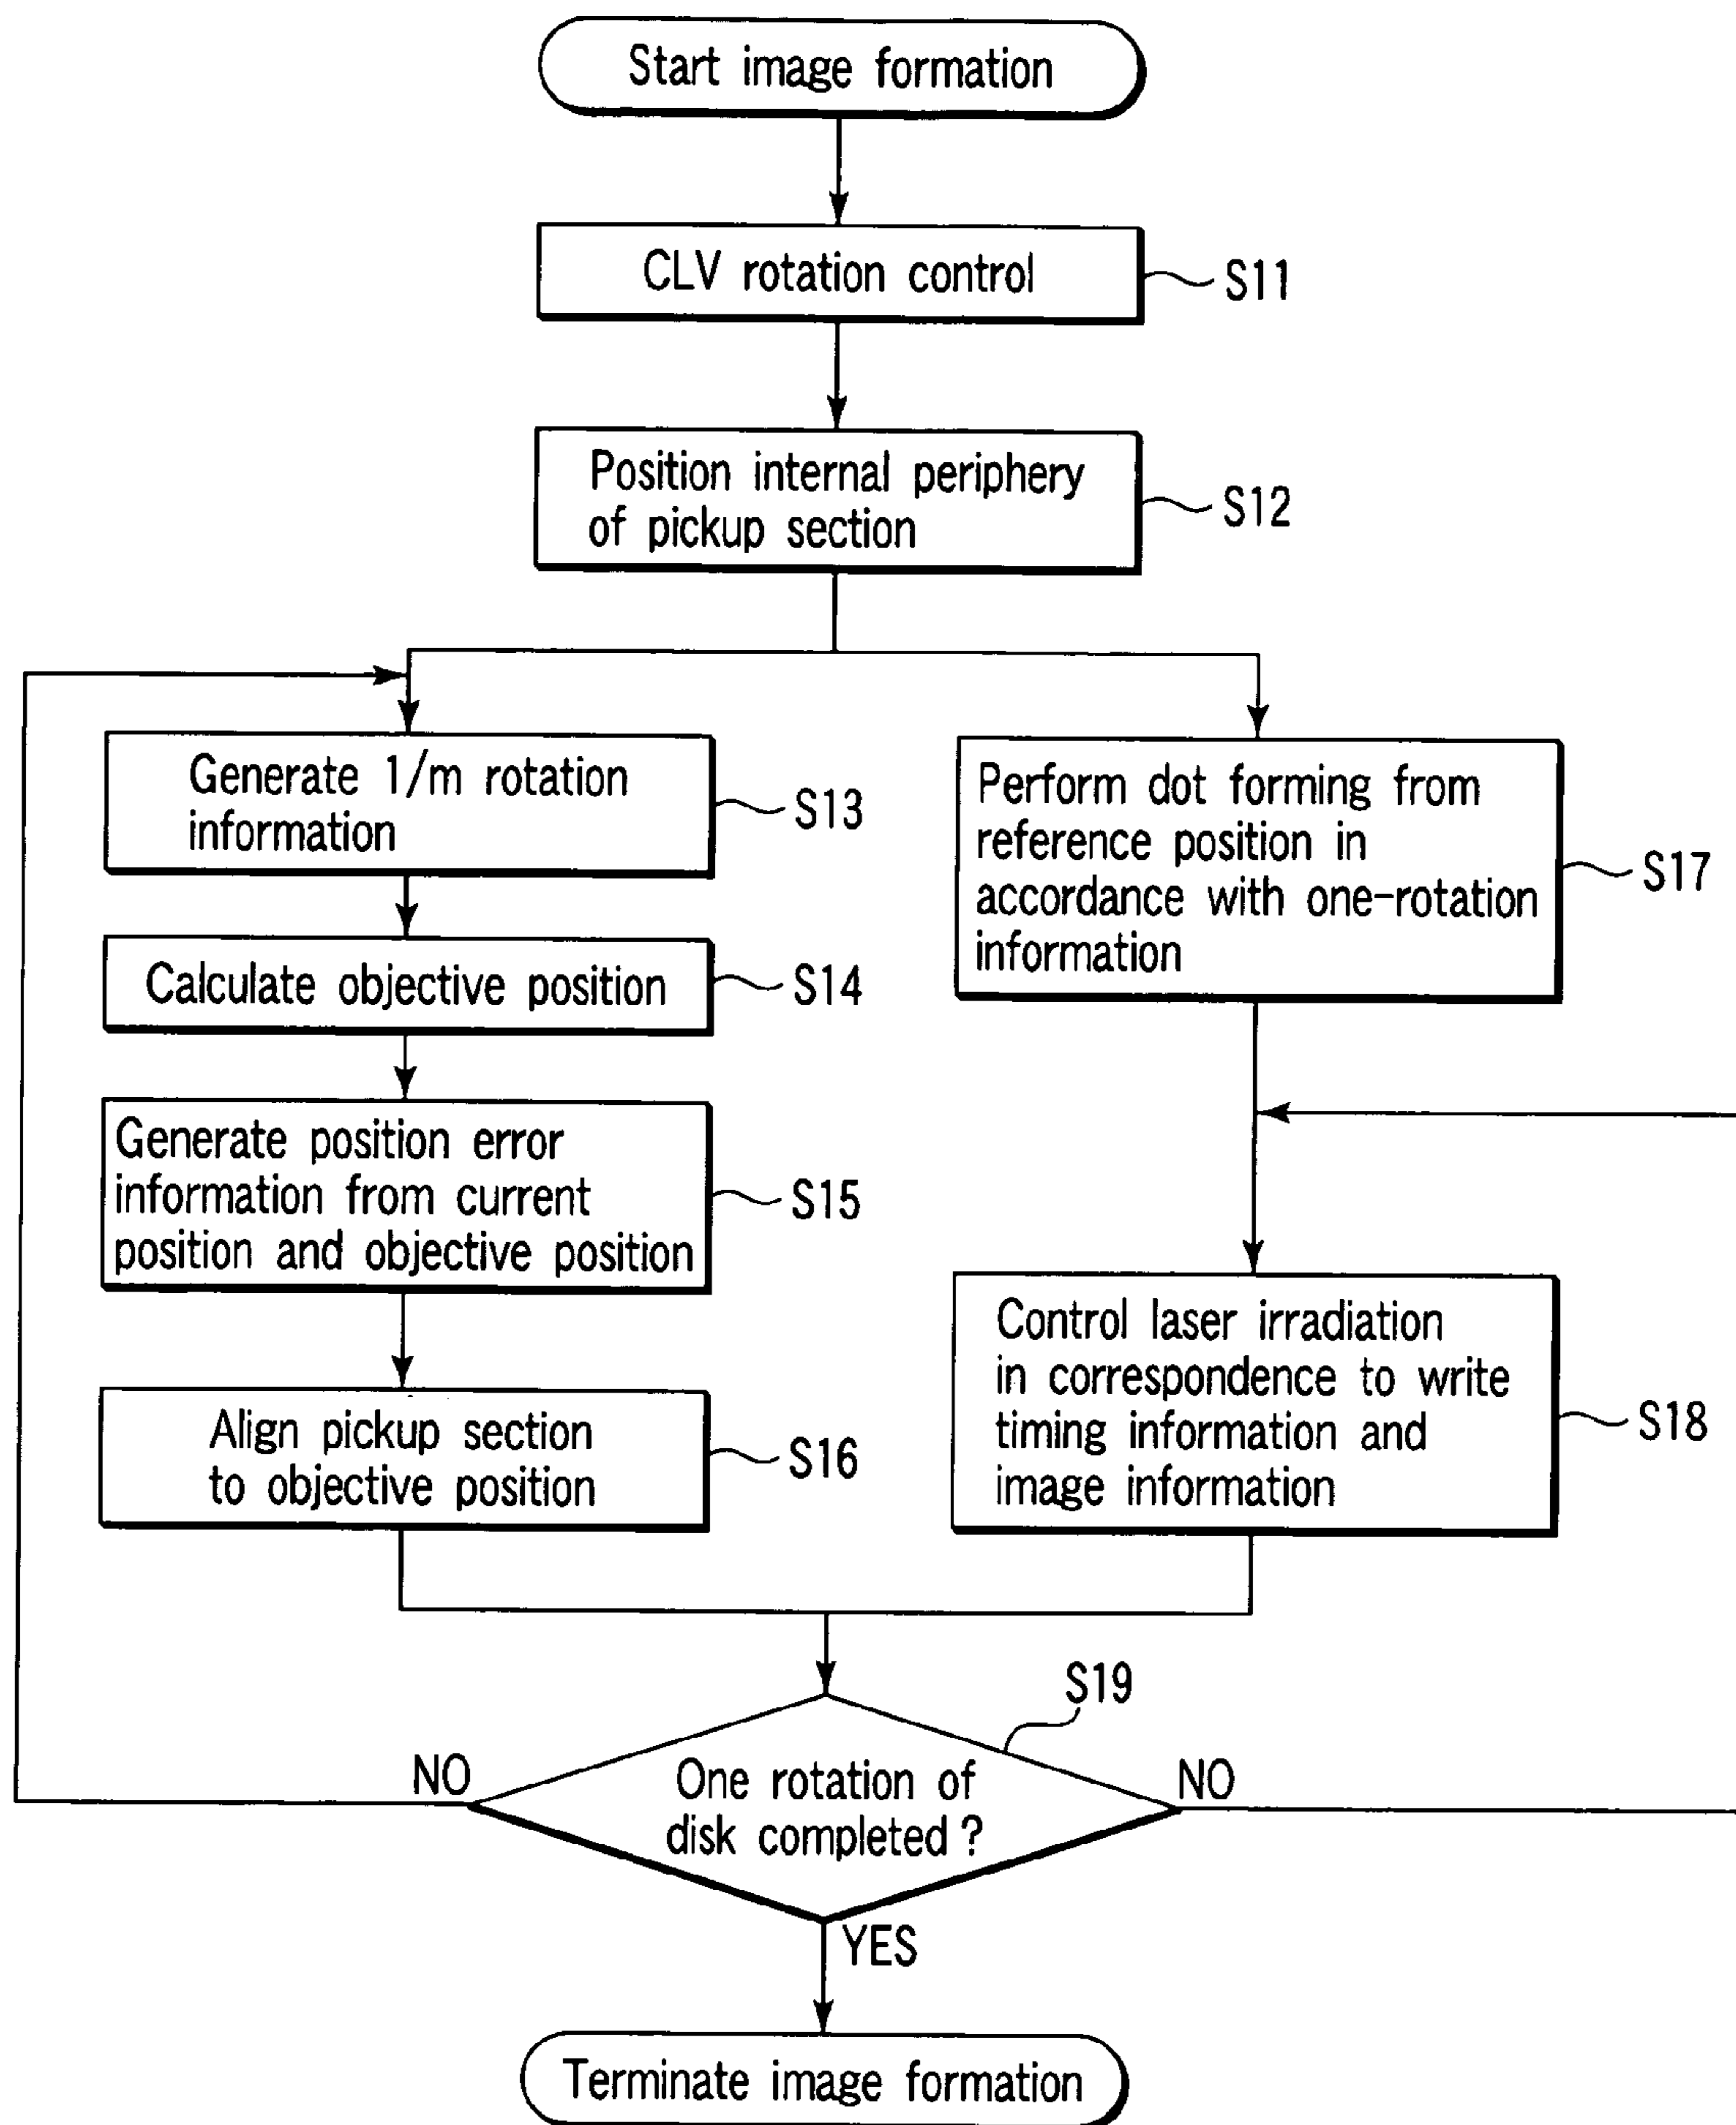 Start image formation
CLV rotation control
S11
Position internal periphery
of pickup section
S12
Generate 1/m rotation
information
S13
Calculate objective position
S14
Generate position error
information from current
position and objective position
S15
Align pickup section
to objective position
S16
Perform dot forming from
reference position in
accordance with one-rotation
information
S17
Control laser irradiation
in correspondence to write
timing information and
image information
S18
S19
One rotation of
disk completed?
NO
NO
YES
Terminate image formation